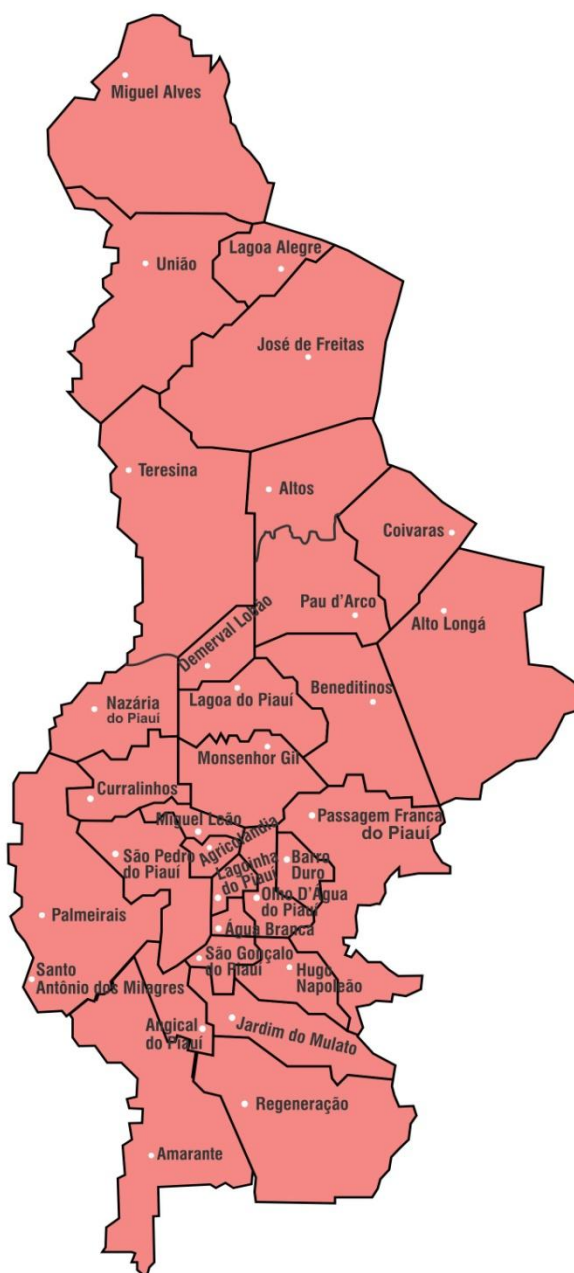 Miguel Alves
Lagoa Alegre
União
José de Freitas
Teresina
Altos
Coivaras
Pau d'Arco
Alto Longá
Demerval Lobão
Lagoa do Piauí
Beneditinos
Nazária
do Piauí
Monsenhor Gil
Curralinhos
Miguel Leão
Passagem Franca
do Piauí
Agricolândia
São Pedro
do Piauí
Lagoinha
do Piauí
Barro
Duro
Olho D'Água
do Piauí
Palmeirais
Água Branca
São Gonçalo
do Piauí
Hugo
Napoleão
Santo
Antônio dos Milagres
Angical
do Piauí
Jardim do Mulato
Regeneração
Amarante